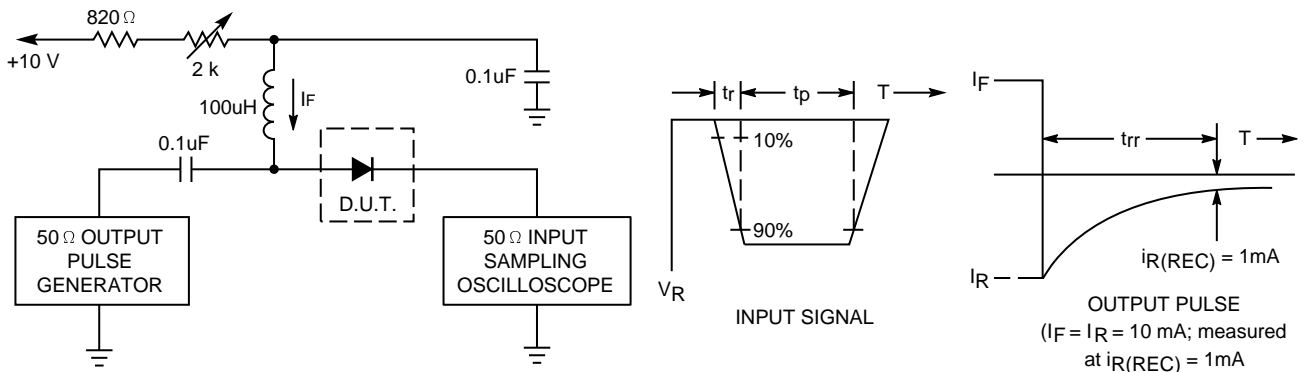 820 Ω
+10 V
2 k
100uH
IF
0.1uF
0.1uF
D.U.T.
50 Ω OUTPUT
PULSE
GENERATOR
50 Ω INPUT
SAMPLING
OSCILLOSCOPE
tr
tp
T
10%
90%
VR
INPUT SIGNAL
IF
trr
T
IR
iR(REC) = 1mA
OUTPUT PULSE
(IF = IR = 10 mA; measured
at iR(REC) = 1mA